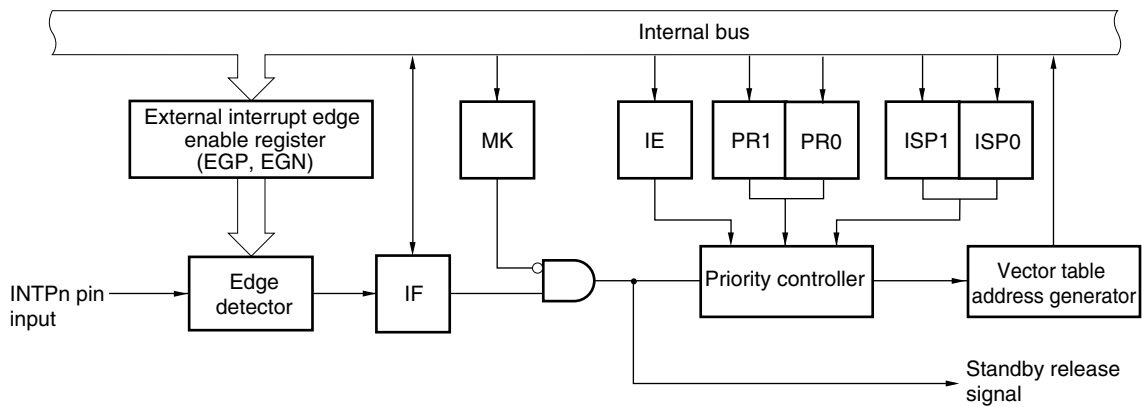 Internal bus
External interrupt edge
enable register
(EGP, EGN)
MK
IE
PR1
PR0
ISP1
ISP0
INTPn pin
input
Edge
detector
IF
Priority controller
Vector table
address generator
Standby release
signal